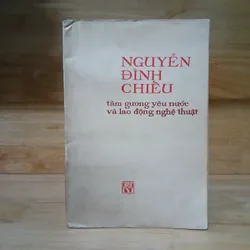 NGUYỄN
ĐÌNH
CHIỂU
tấm gương yêu nước
và lao động nghệ thuật